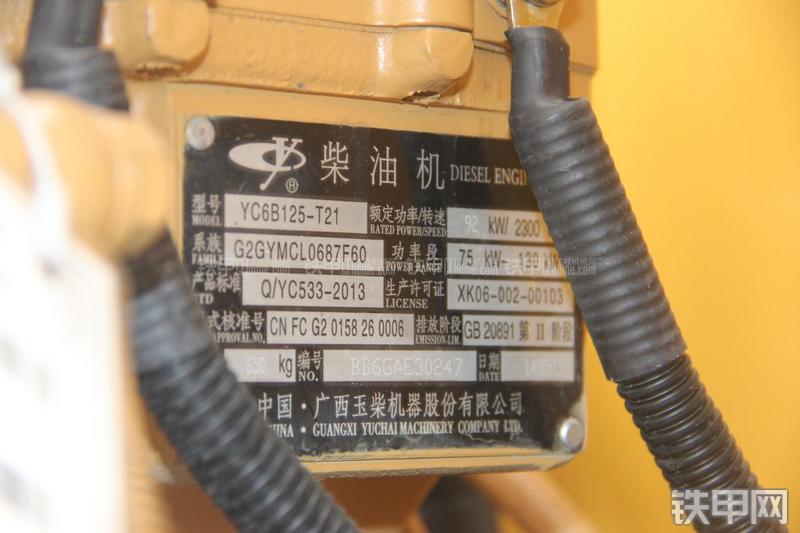 柴油机 DIESEL ENGIN
型号 MODEL YC6B125-T21 额定功率/转速 RATED POWER/SPEED 92 kW/ 2300
系族 FAMILY G2GYMCL0687F60 功率段 POWER RANGE 75 kW
产品标准 STD Q/YC533-2013 生产许可证 LICENSE XK06-002-00103
式核准号 APPROVAL NO. CN FC G2 0158 26 0006 排放阶段 EMISSION-LIM. GB 20891 第 II 阶段
650 kg 编号 NO. BB6GAE30247 日期 DATE
中国·广西玉柴机器股份有限公司
CHINA · GUANGXI YUCHAI MACHINERY COMPANY LTD.
铁甲网